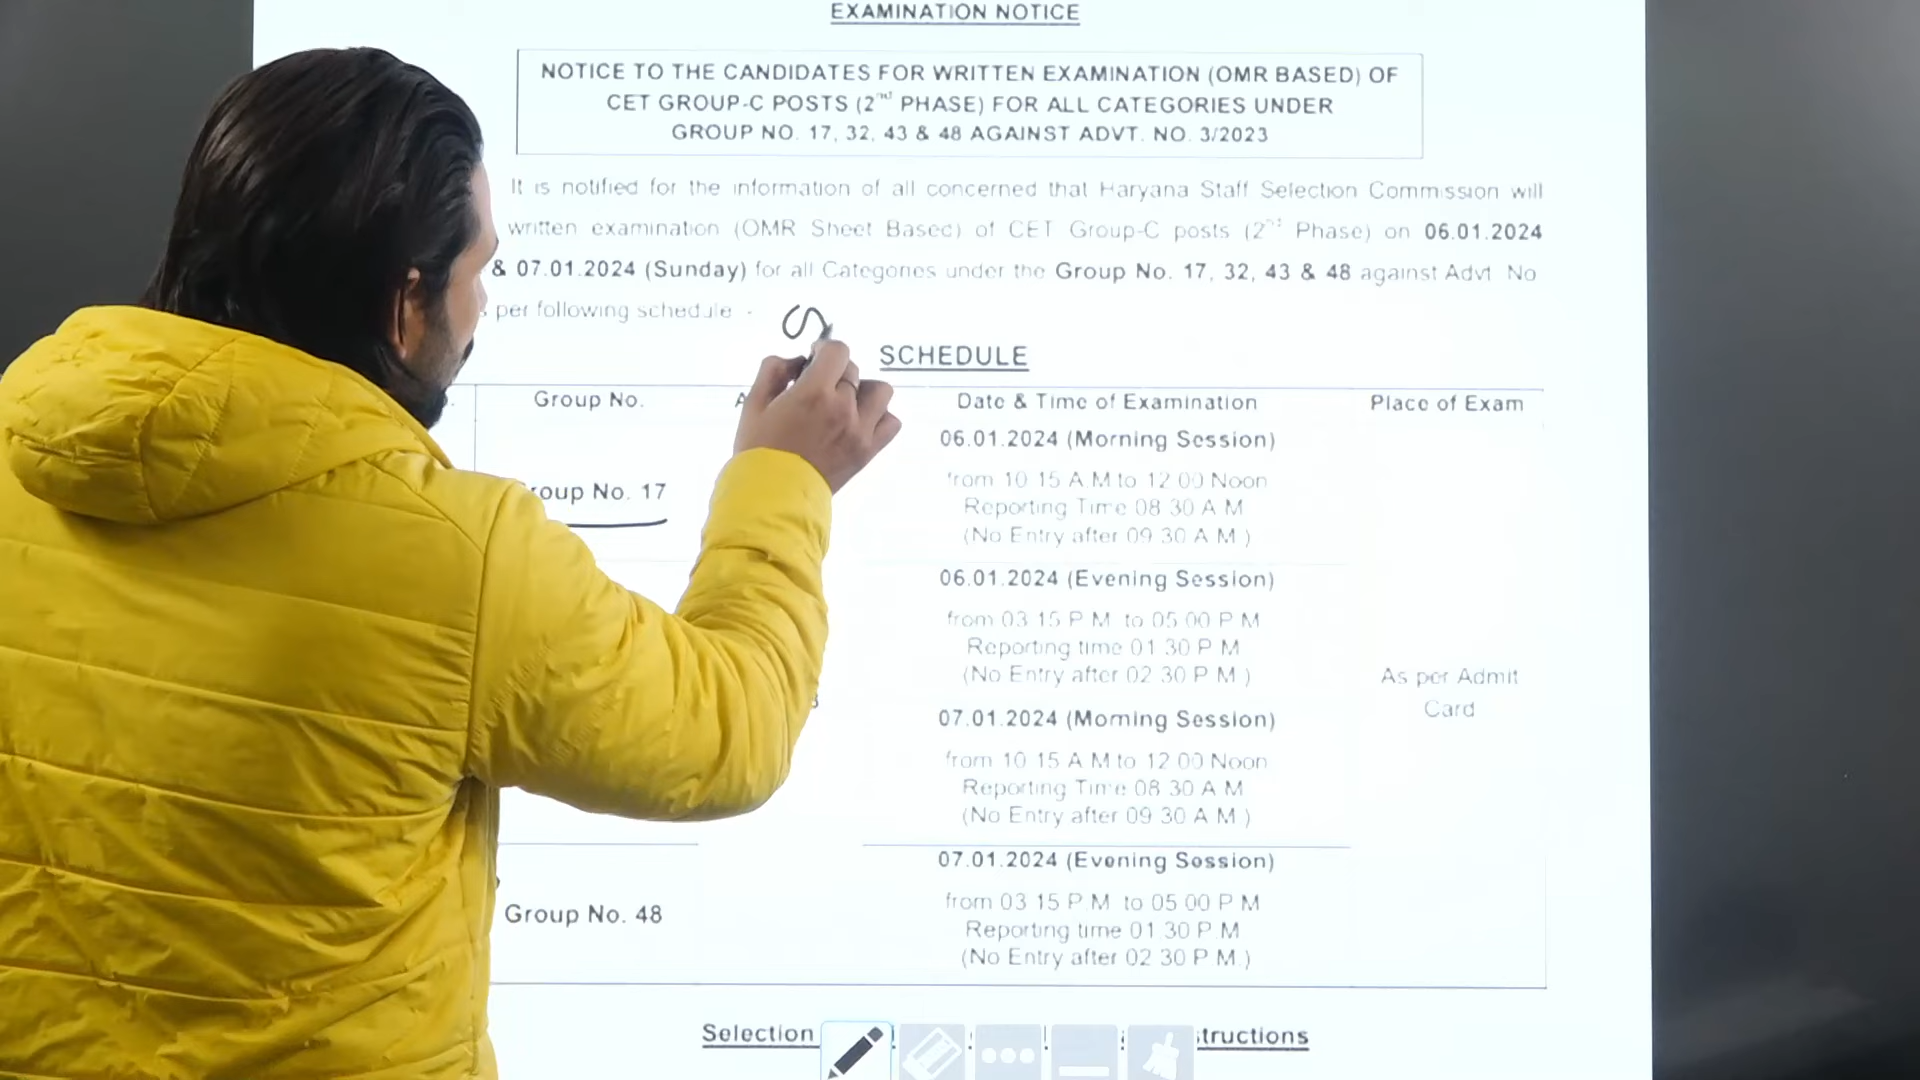 EXAMINATION NOTICE
NOTICE TO THE CANDIDATES FOR WRITTEN EXAMINATION (OMR BASED) OF
CET GROUP-C POSTS (2nd PHASE) FOR ALL CATEGORIES UNDER
GROUP NO. 17, 32, 43 & 48 AGAINST ADVT. NO. 3/2023
It is notified for the information of all concerned that Haryana Staff Selection Commission will
written examination (OMR Sheet Based) of CET Group-C posts (2nd Phase) on 06.01.2024
& 07.01.2024 (Sunday) for all Categories under the Group No. 17, 32, 43 & 48 against Advt No
per following schedule -
SCHEDULE
Group No.
Date & Time of Examination
Place of Exam
Group No. 17
06.01.2024 (Morning Session)
from 10 15 A.M to 12 00 Noon
Reporting Time 08 30 A M
(No Entry after 09 30 A M )
06.01.2024 (Evening Session)
from 03 15 P M to 05 00 P M
Reporting time 01 30 P M
(No Entry after 02 30 P M )
07.01.2024 (Morning Session)
from 10 15 A M to 12 00 Noon
Reporting Time 08 30 A M
(No Entry after 09 30 A M )
As per Admit
Card
Group No. 48
07.01.2024 (Evening Session)
from 03 15 P.M to 05 00 P M
Reporting time 01 30 P.M
(No Entry after 02 30 P M.)
Selection